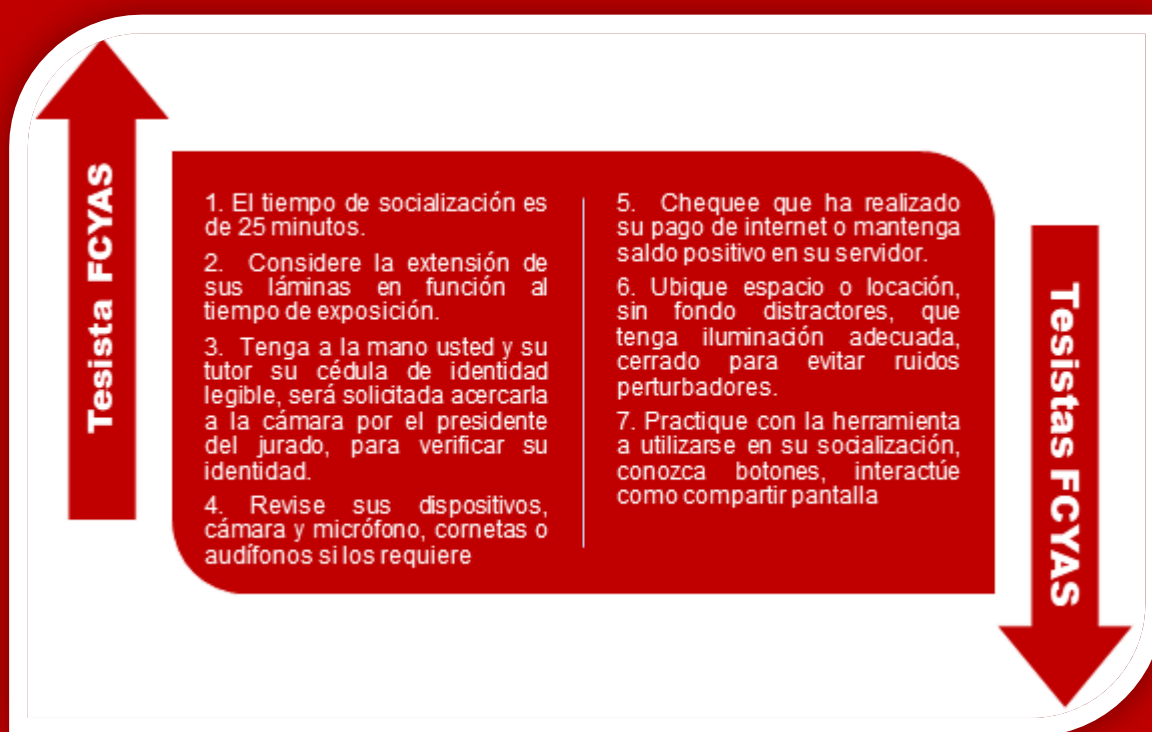 Tesista FCYAS
1. El tiempo de socialización es
de 25 minutos.
2. Considere la extensión de
sus láminas en función al
tiempo de exposición.
3. Tenga a la mano usted y su
tutor su cédula de identidad
legible, será solicitada acercarla
a la cámara por el presidente
del jurado, para verificar su
identidad.
4. Revise sus dispositivos,
cámara y micrófono, cornetas o
audífonos si los requiere
5. Chequee que ha realizado
su pago de internet o mantenga
saldo positivo en su servidor.
6. Ubique espacio o locación,
sin fondo distractores, que
tenga iluminación adecuada,
cerrado para evitar ruidos
perturbadores.
7. Practique con la herramienta
a utilizarse en su socialización,
conozca botones, interactúe
como compartir pantalla
Tesistas FCYAS